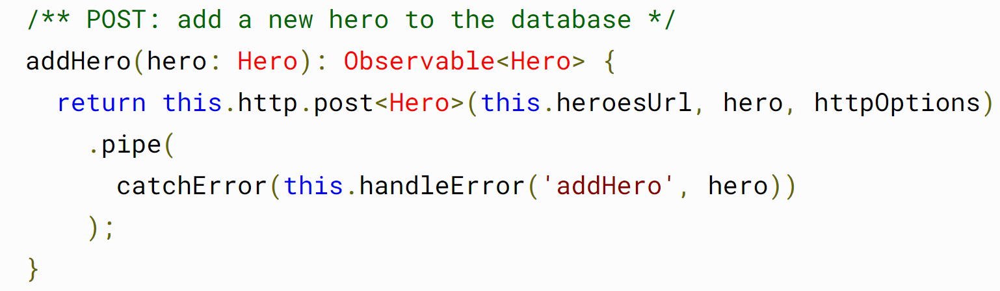 /** POST: add a new hero to the database */
addHero(hero: Hero): Observable<Hero> {
  return this.http.post<Hero>(this.heroesUrl, hero, httpOptions)
    .pipe(
      catchError(this.handleError('addHero', hero))
    );
}